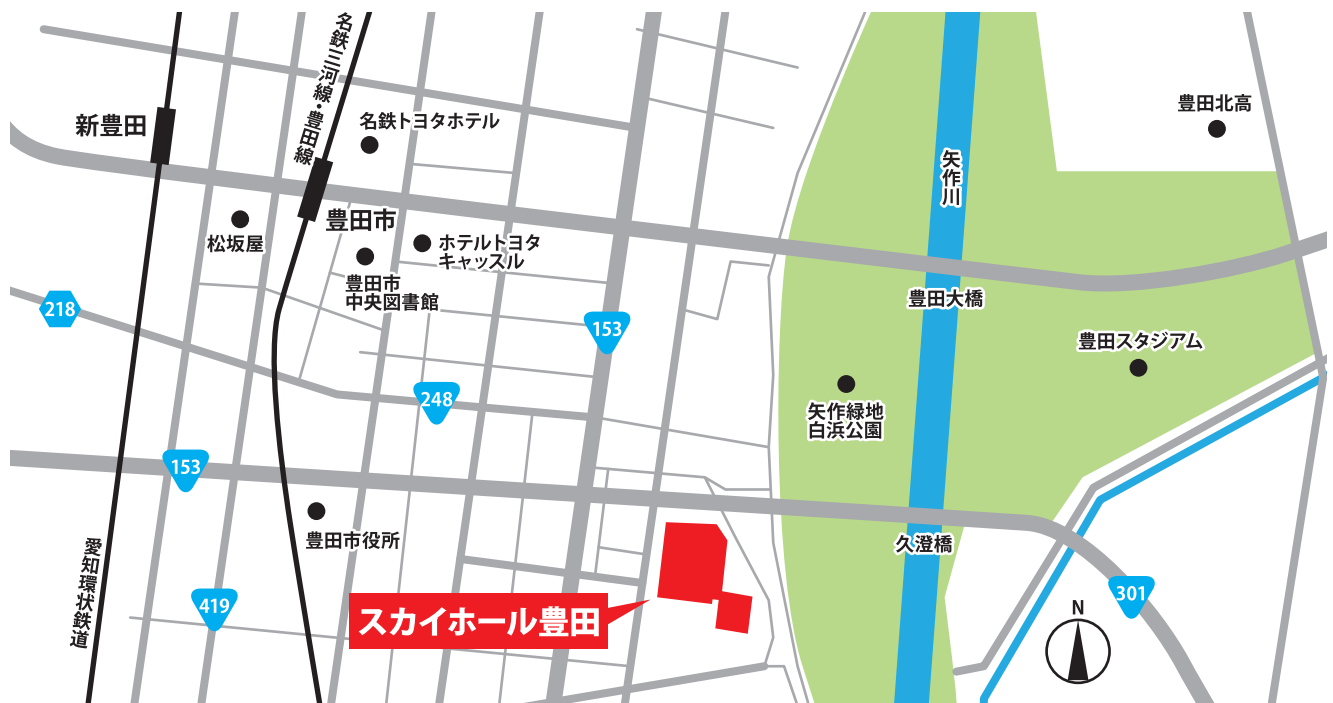 名鉄三河線・豊田線
新豊田
名鉄トヨタホテル
豊田北高
矢作川
松坂屋
豊田市
ホテルトヨタ
キャッスル
豊田市
中央図書館
豊田大橋
218
153
豊田スタジアム
248
矢作緑地
白浜公園
153
豊田市役所
久澄橋
愛知環状鉄道
419
スカイホール豊田
301
N